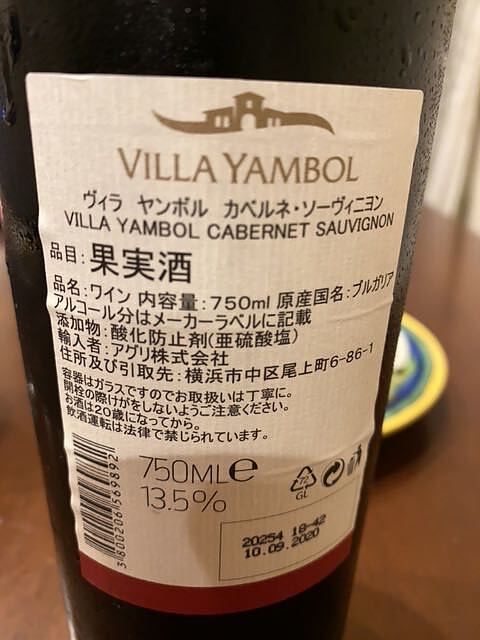 VILLA YAMBOL
ヴィラ ヤンボル カベルネ・ソーヴィニヨン
VILLA YAMBOL CABERNET SAUVIGNON
品目:果実酒
品名:ワイン 内容量:750ml 原産国名:ブルガリア
アルコール分はメーカーラベルに記載
添加物:酸化防止剤(亜硫酸塩)
輸入者:アグリ株式会社
住所及び引取先:横浜市中区尾上町6-86-1
容器はガラスですのでお取扱いは丁寧に。
開栓の際けがをしないようご注意ください。
お酒は20歳になってから。
飲酒運転は法律で禁じられています。
750MLe
13.5%
72
GL
3800206569892
20254 18-42
10.09.2020